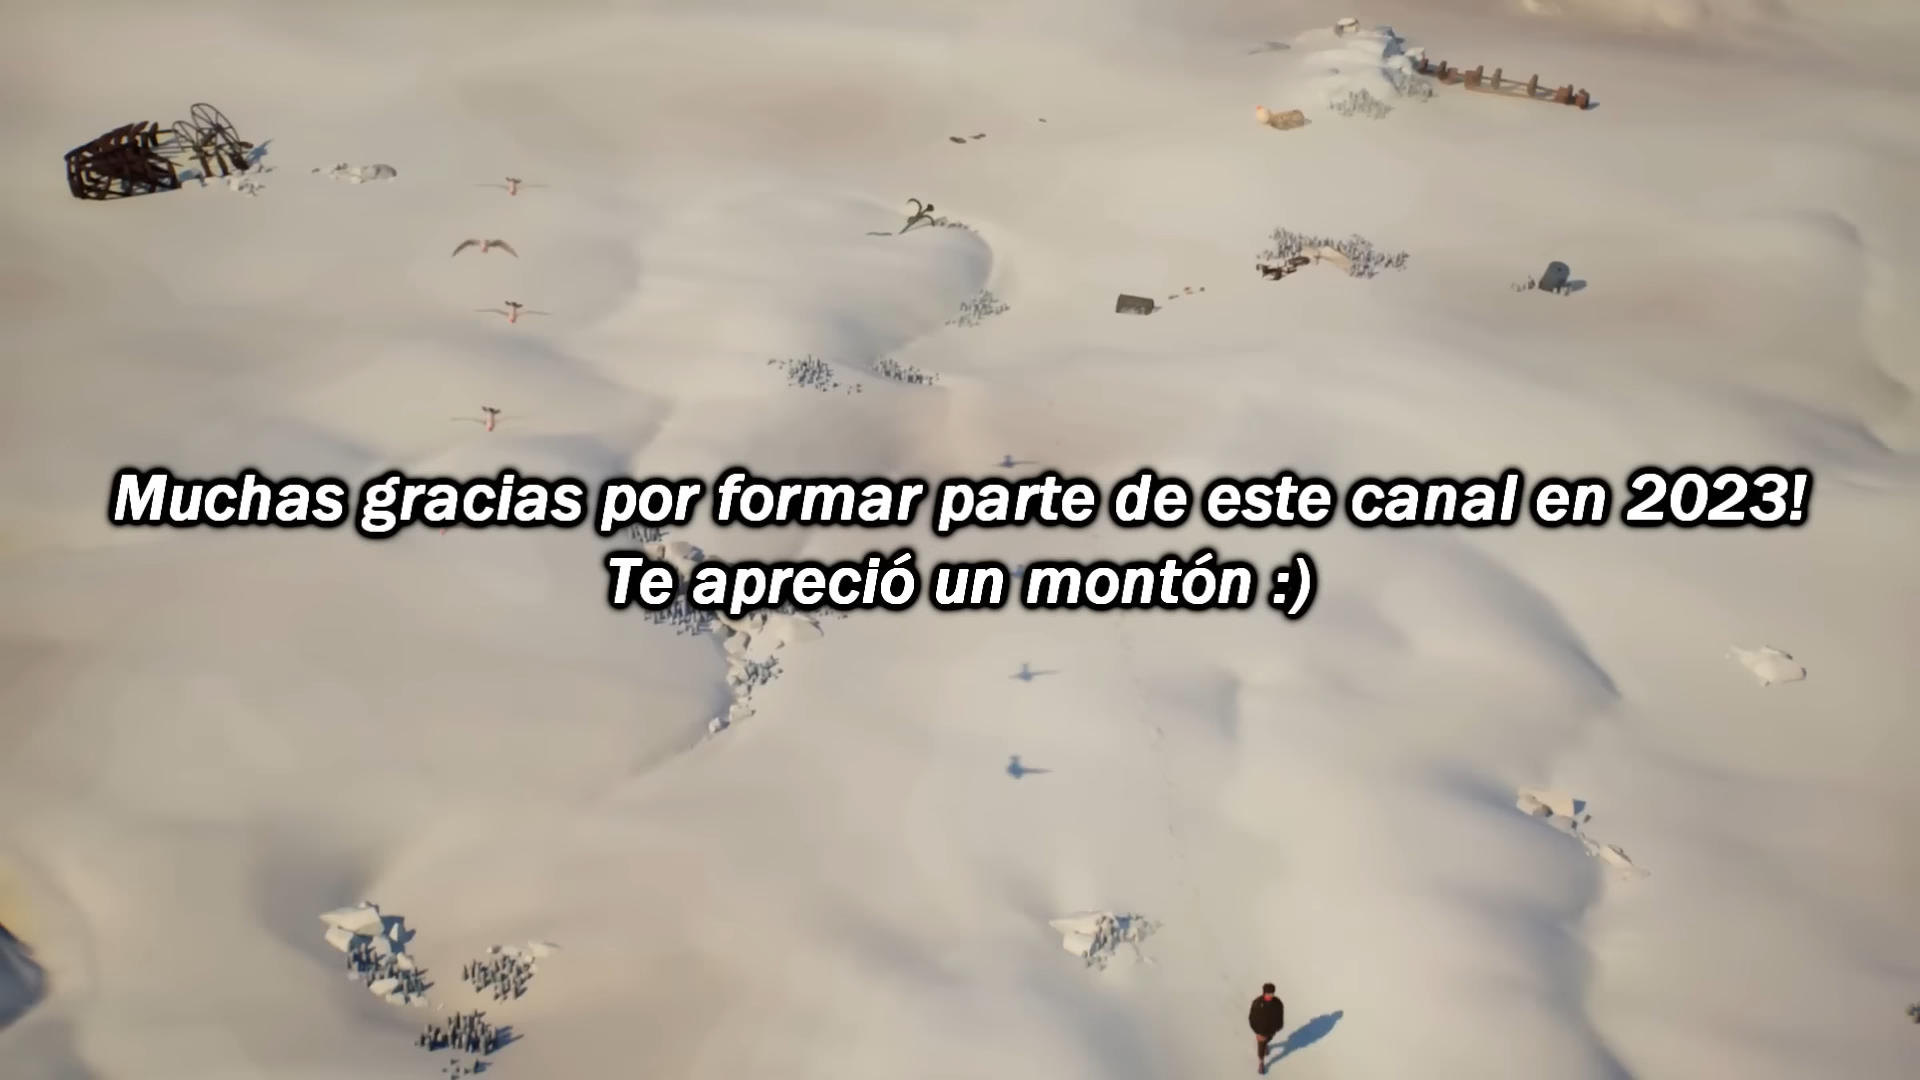 Muchas gracias por formar parte de este canal en 2023!
Te apreció un montón :)